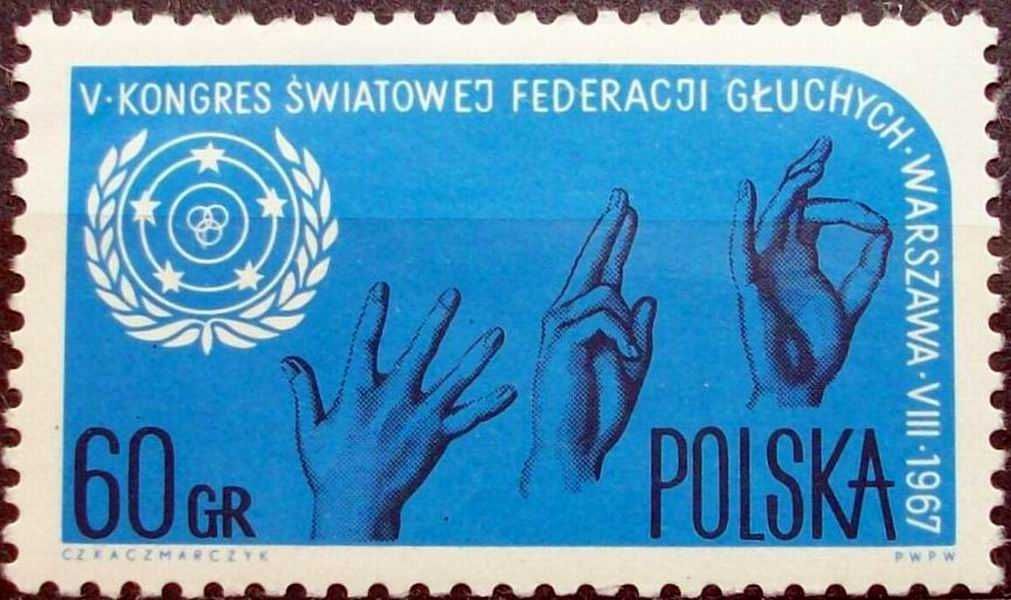 V·KONGRES ŚWIATOWEJ FEDERACJI GŁUCHYCH·WARSZAWA·VIII·1967
60 GR
POLSKA
CZ KACZMARCZYK
PWPW